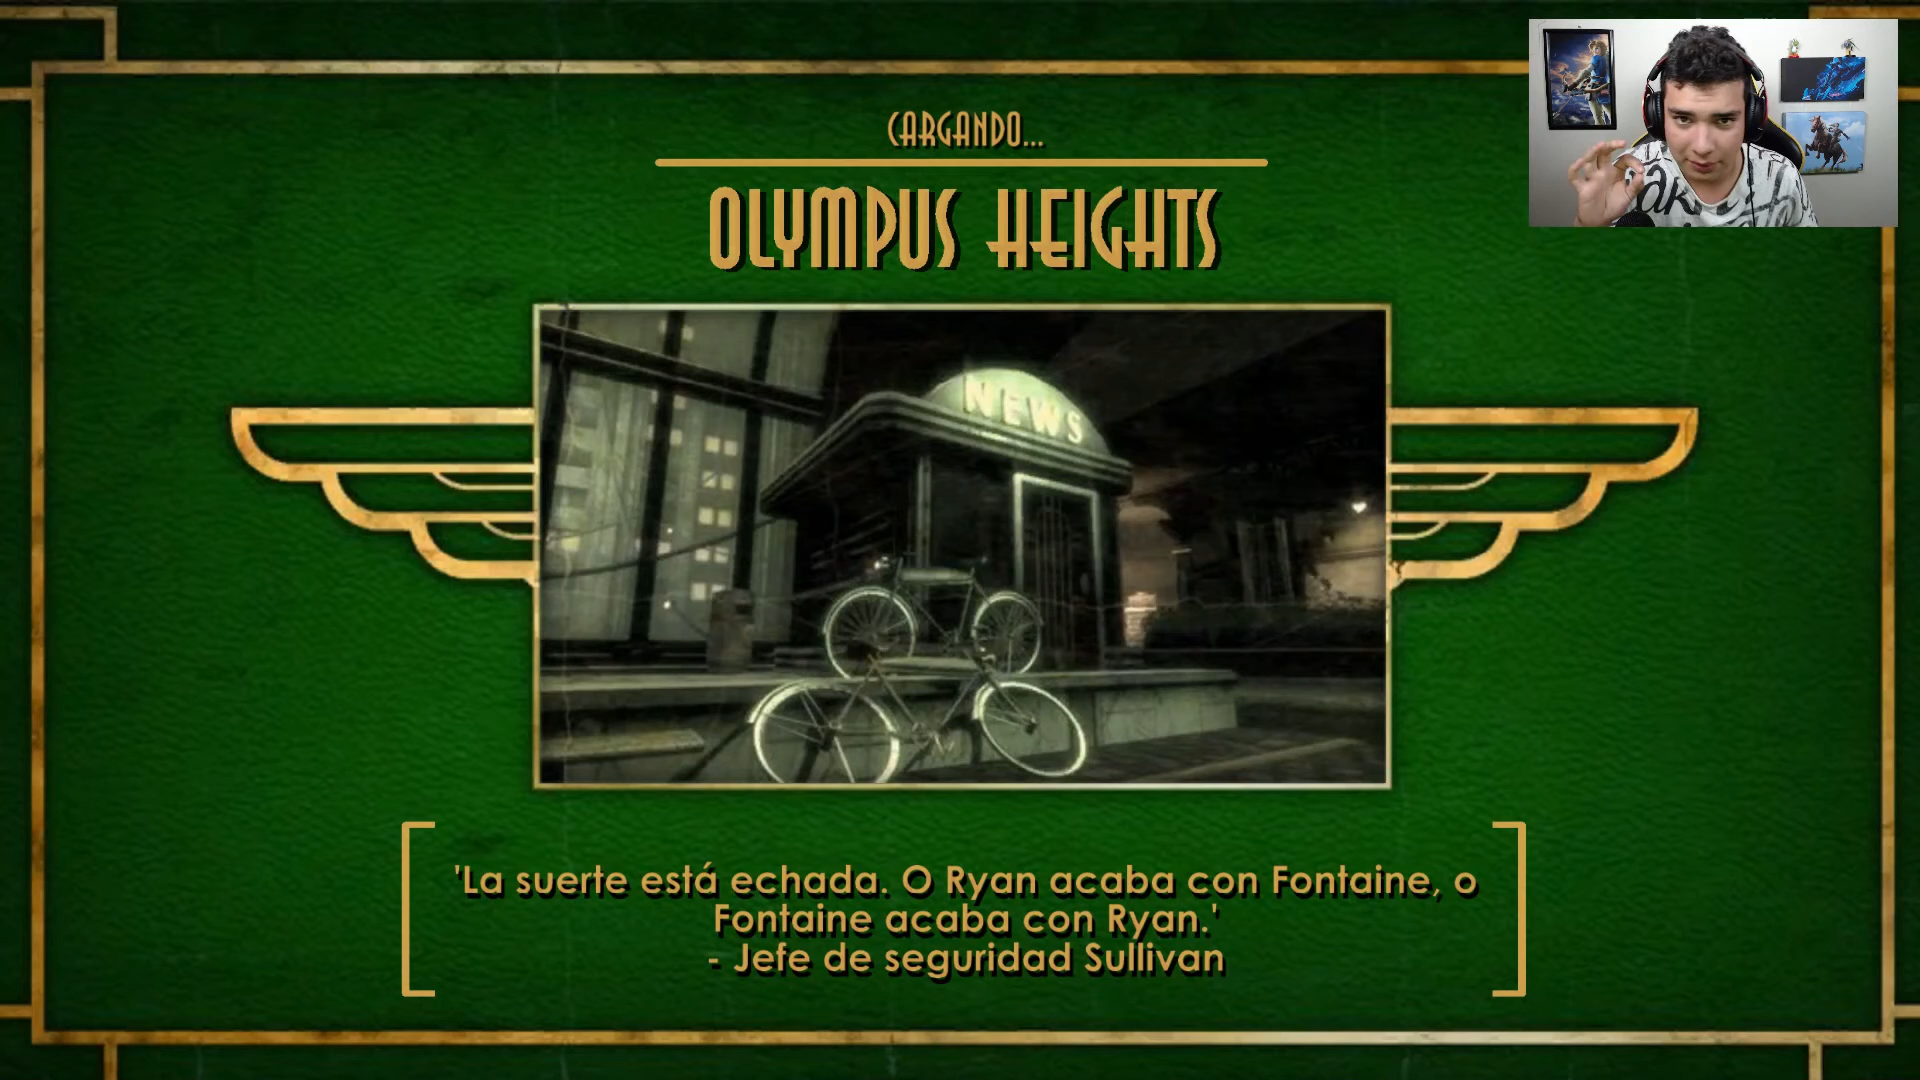 CARGANDO...
OLYMPUS HEIGHTS
NEWS
'La suerte está echada. O Ryan acaba con Fontaine, o
Fontaine acaba con Ryan.'
- Jefe de seguridad Sullivan